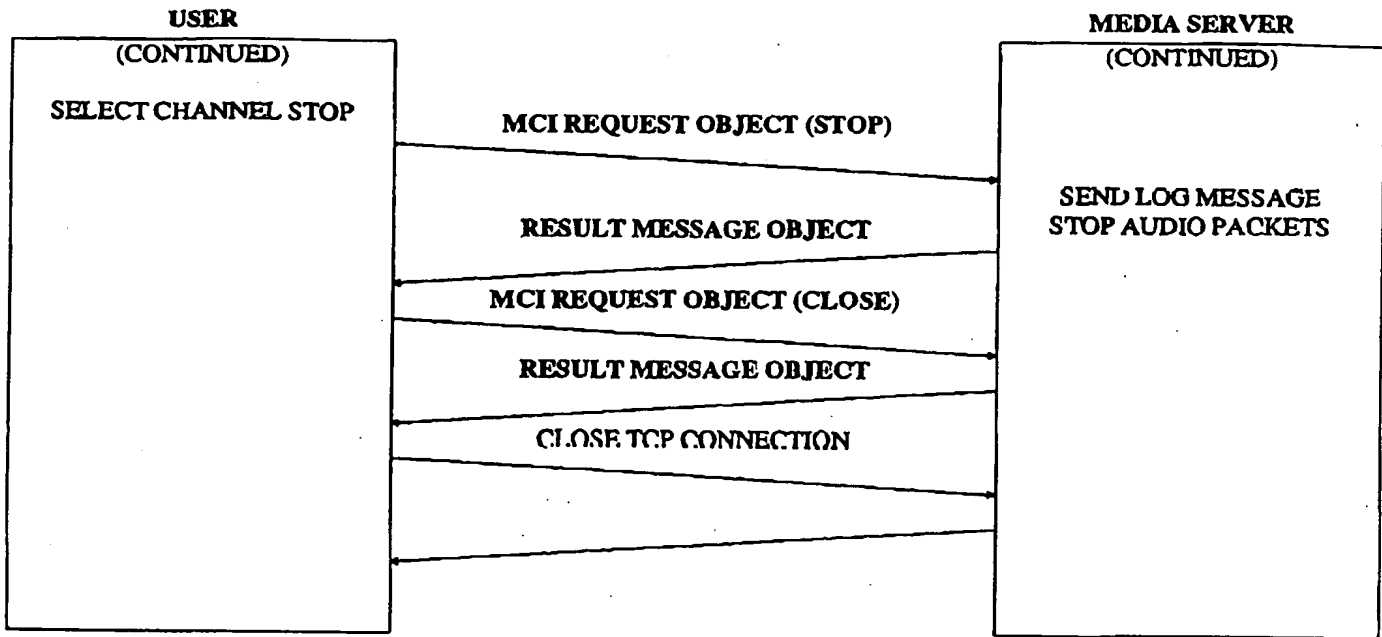 USER
(CONTINUED)
SELECT CHANNEL STOP
MEDIA SERVER
(CONTINUED)
MCI REQUEST OBJECT (STOP)
SEND LOG MESSAGE
STOP AUDIO PACKETS
RESULT MESSAGE OBJECT
MCI REQUEST OBJECT (CLOSE)
RESULT MESSAGE OBJECT
CLOSE TCP CONNECTION